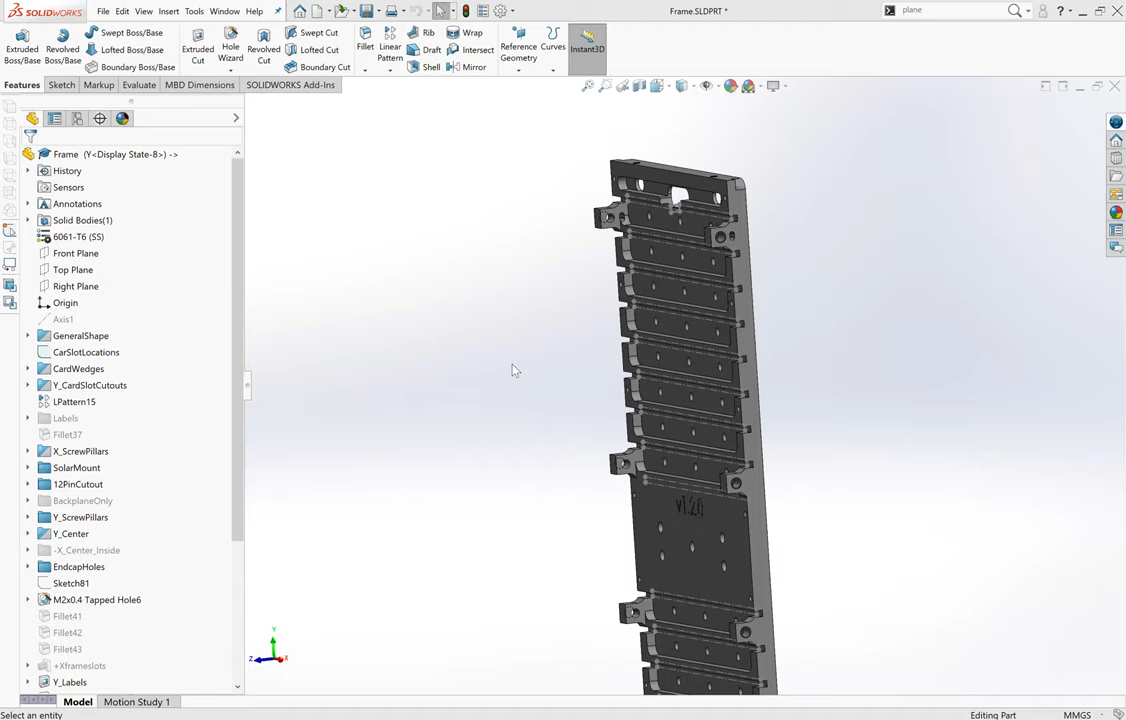 SOLIDWORKS File Edit View Insert Tools Window Help Frame.SLDPRT * plane
Extruded Boss/Base
Revolved Boss/Base
Swept Boss/Base
Lofted Boss/Base
Boundary Boss/Base
Extruded Cut
Hole Wizard
Revolved Cut
Swept Cut
Lofted Cut
Boundary Cut
Fillet
Linear Pattern
Rib
Draft
Shell
Wrap
Intersect
Mirror
Reference Geometry
Curves
Instant3D
Features Sketch Markup Evaluate MBD Dimensions SOLIDWORKS Add-Ins
Frame (Y<Display State-8>) ->
History
Sensors
Annotations
Solid Bodies(1)
6061-T6 (SS)
Front Plane
Top Plane
Right Plane
Origin
Axis1
GeneralShape
CarSlotLocations
CardWedges
Y_CardSlotCutouts
LPattern15
Labels
Fillet37
X_ScrewPillars
SolarMount
12PinCutout
BackplaneOnly
Y_ScrewPillars
Y_Center
-X_Center_Inside
EndcapHoles
Sketch81
M2x0.4 Tapped Hole6
Fillet41
Fillet42
Fillet43
+Xframeslots
Y_Labels
v1.20
Y
Z
X
Model Motion Study 1
Select an entity Editing Part MMGS